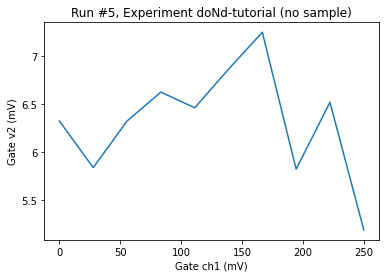 Run #5, Experiment doNd-tutorial (no sample)
7
6.5
6
5.5
Gate v2 (mV)
0 50 100 150 200 250
Gate ch1 (mV)